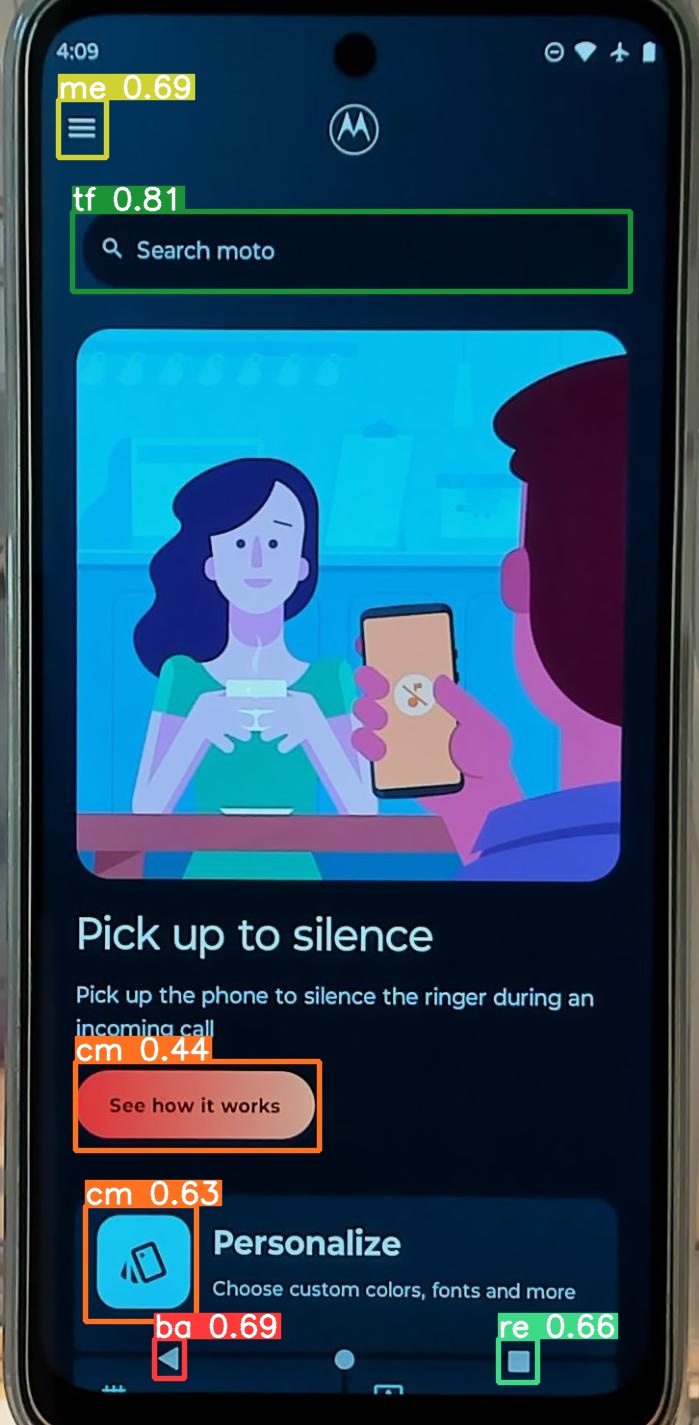 4:09
me 0.69
tf 0.81
Search moto
Pick up to silence
Pick up the phone to silence the ringer during an
incoming call
cm 0.44
See how it works
cm 0.63
Personalize
Choose custom colors, fonts and more
ba 0.69
re 0.66